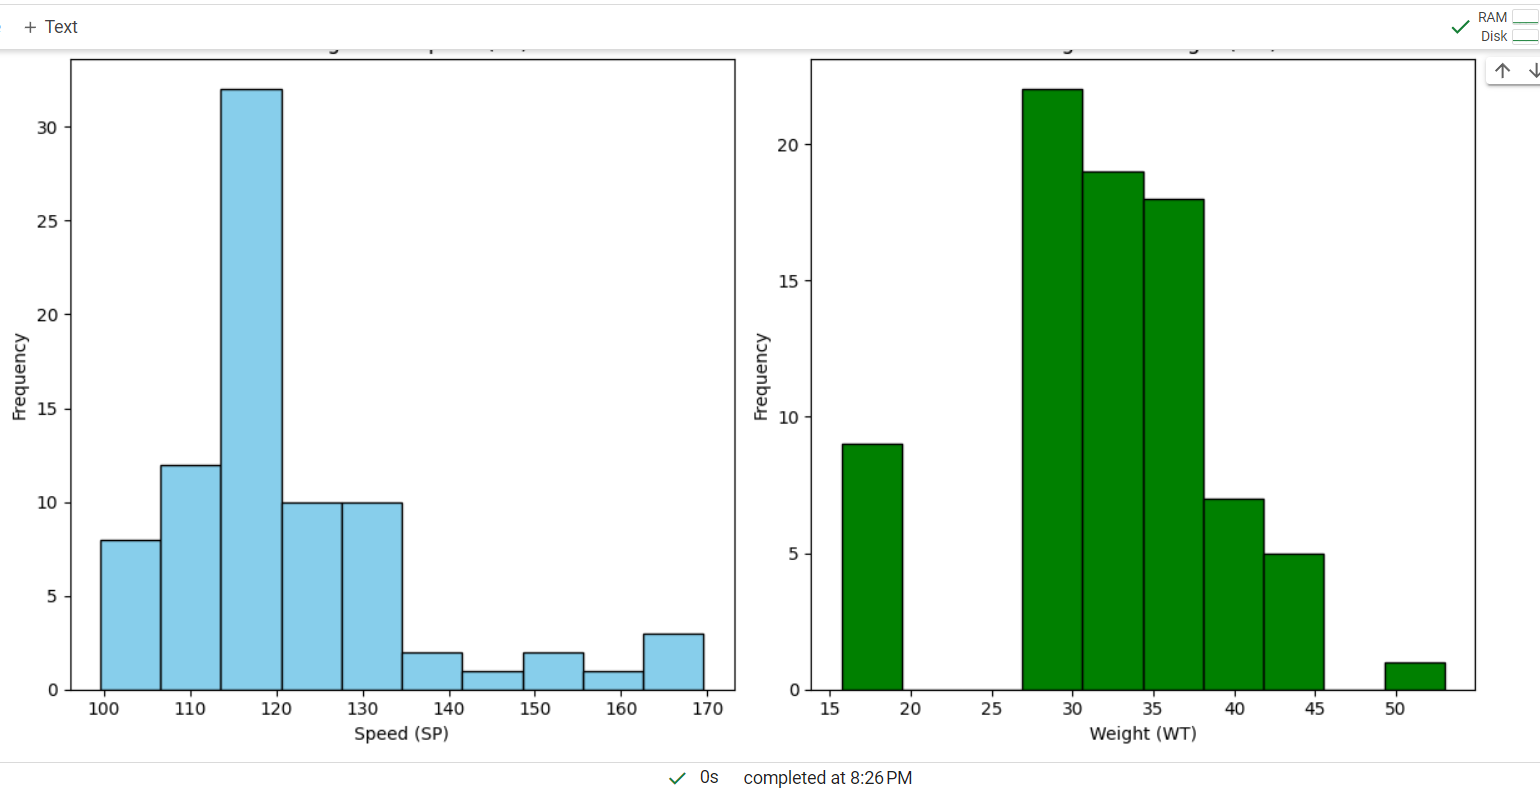 + Text
RAM
Disk
30
25
20
15
10
5
0
Frequency
100 110 120 130 140 150 160 170
Speed (SP)
20
15
10
5
0
Frequency
15 20 25 30 35 40 45 50
Weight (WT)
0s completed at 8:26 PM